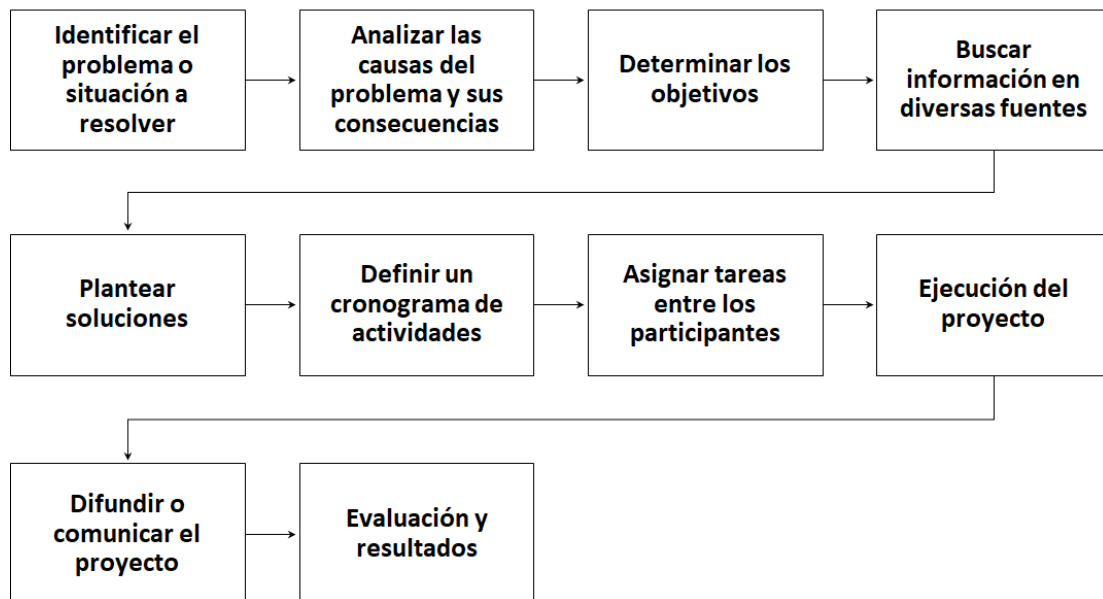 Identificar el
problema o
situación a
resolver
Analizar las
causas del
problema y sus
consecuencias
Determinar los
objetivos
Buscar
información en
diversas fuentes
Plantear
soluciones
Definir un
cronograma de
actividades
Asignar tareas
entre los
participantes
Ejecución del
proyecto
Difundir o
comunicar el
proyecto
Evaluación y
resultados